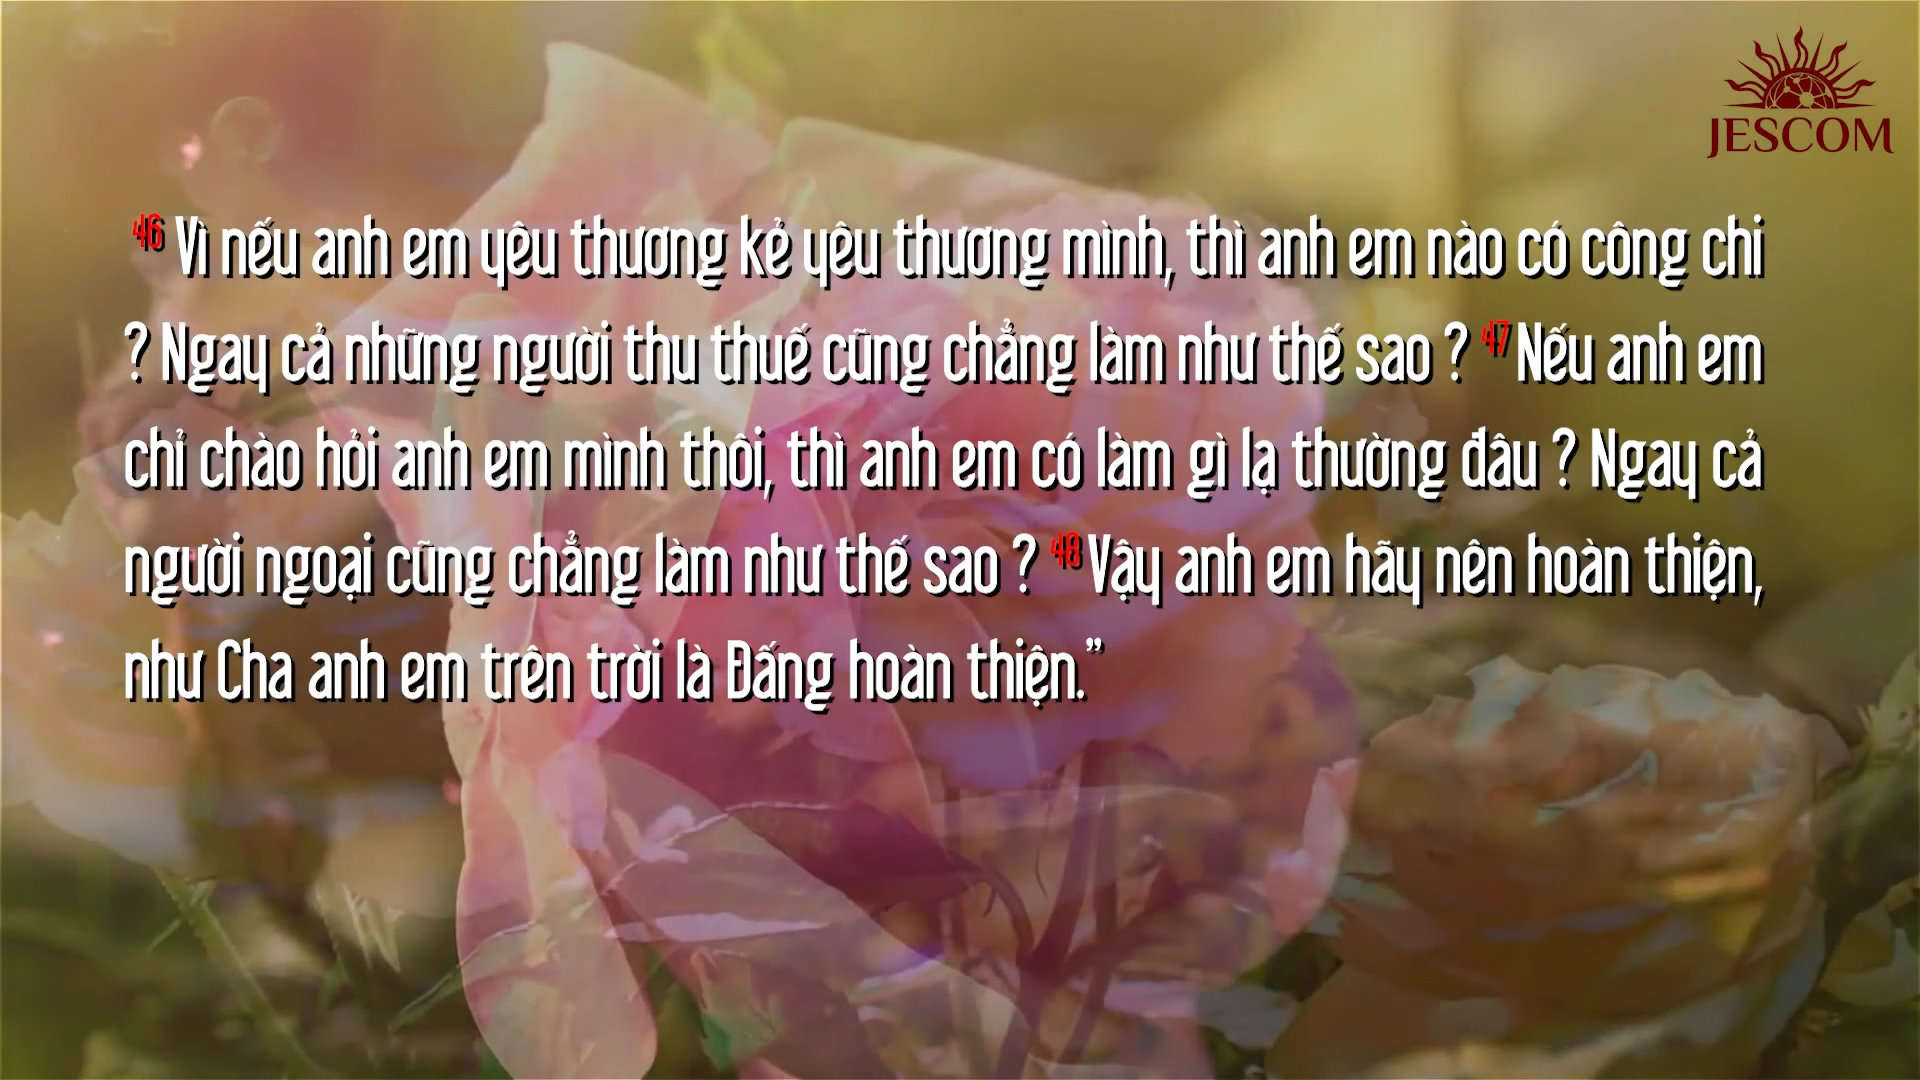 JESCOM
46 Vì nếu anh em yêu thương kẻ yêu thương mình, thì anh em nào có công chi
? Ngay cả những người thu thuế cũng chẳng làm như thế sao ? 47 Nếu anh em
chỉ chào hỏi anh em mình thôi, thì anh em có làm gì lạ thường đâu ? Ngay cả
người ngoại cũng chẳng làm như thế sao ? 48 Vậy anh em hãy nên hoàn thiện,
như Cha anh em trên trời là Đấng hoàn thiện.”